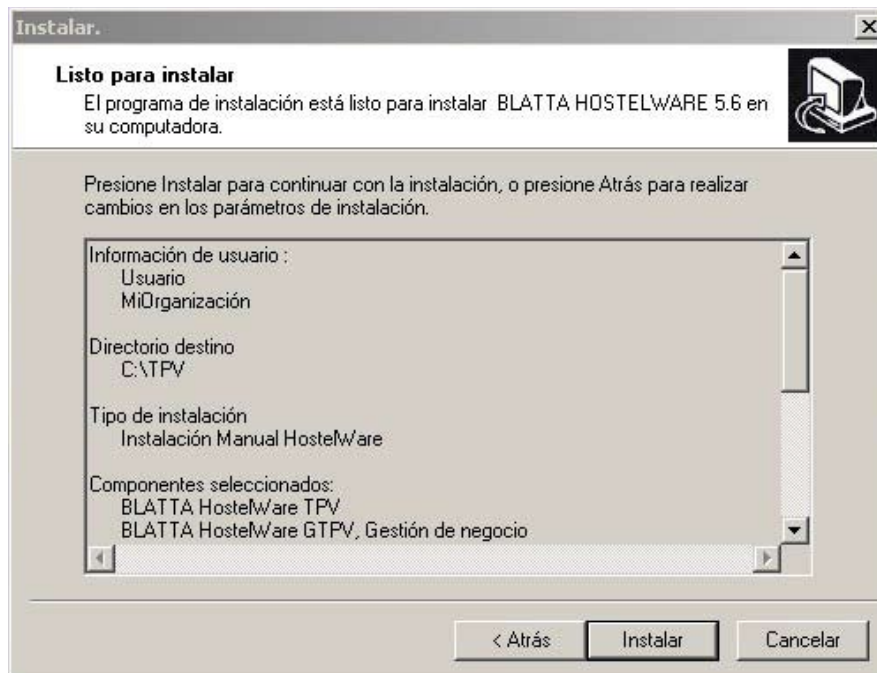 Instalar.
Listo para instalar
El programa de instalación está listo para instalar BLATTA HOSTELWARE 5.6 en
su computadora.
Presione Instalar para continuar con la instalación, o presione Atrás para realizar
cambios en los parámetros de instalación.
Información de usuario :
Usuario
MiOrganización
Directorio destino
C:\TPV
Tipo de instalación
Instalación Manual HostelWare
Componentes seleccionados:
BLATTA HostelWare TPV
BLATTA HostelWare GTPV, Gestión de negocio
< Atrás
Instalar
Cancelar